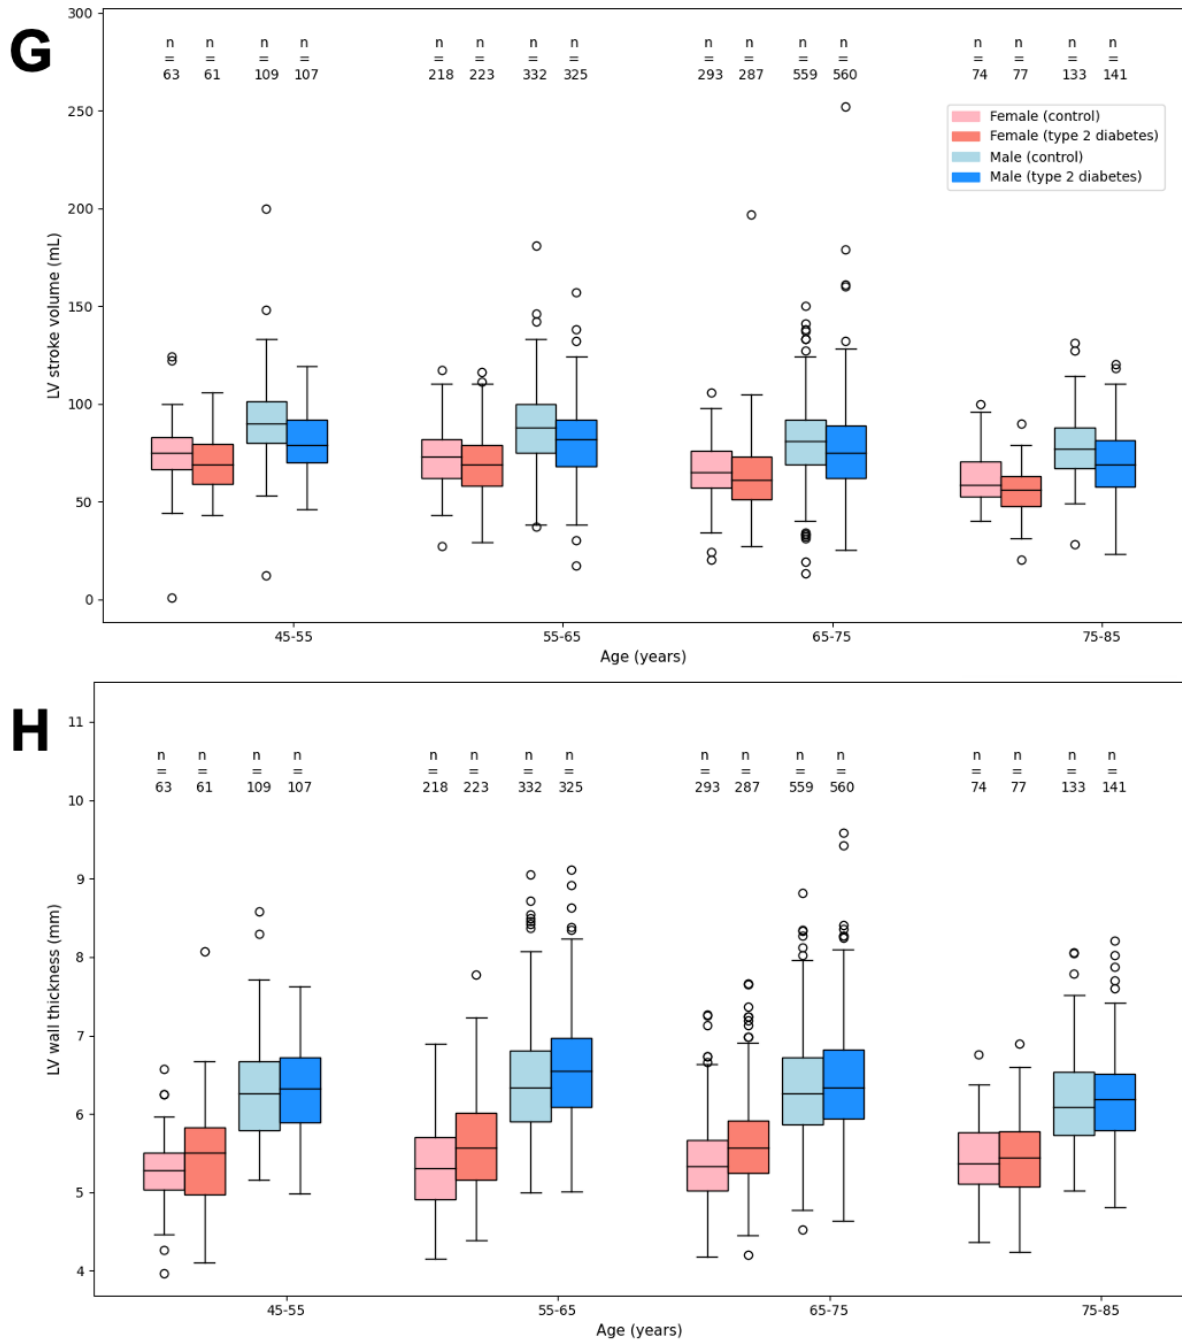 G
300
250
200
150
100
50
0
LV stroke volume (mL)
n n n n n n n n n n n n n n n n
= = = = = = = = = = = = = = = =
63 61 109 107 218 223 332 325 293 287 559 560 74 77 133 141
Female (control)
Female (type 2 diabetes)
Male (control)
Male (type 2 diabetes)
45-55 55-65 65-75 75-85
Age (years)
H
11
10
9
8
7
6
5
4
LV wall thickness (mm)
n n n n n n n n n n n n n n n n
= = = = = = = = = = = = = = = =
63 61 109 107 218 223 332 325 293 287 559 560 74 77 133 141
45-55 55-65 65-75 75-85
Age (years)